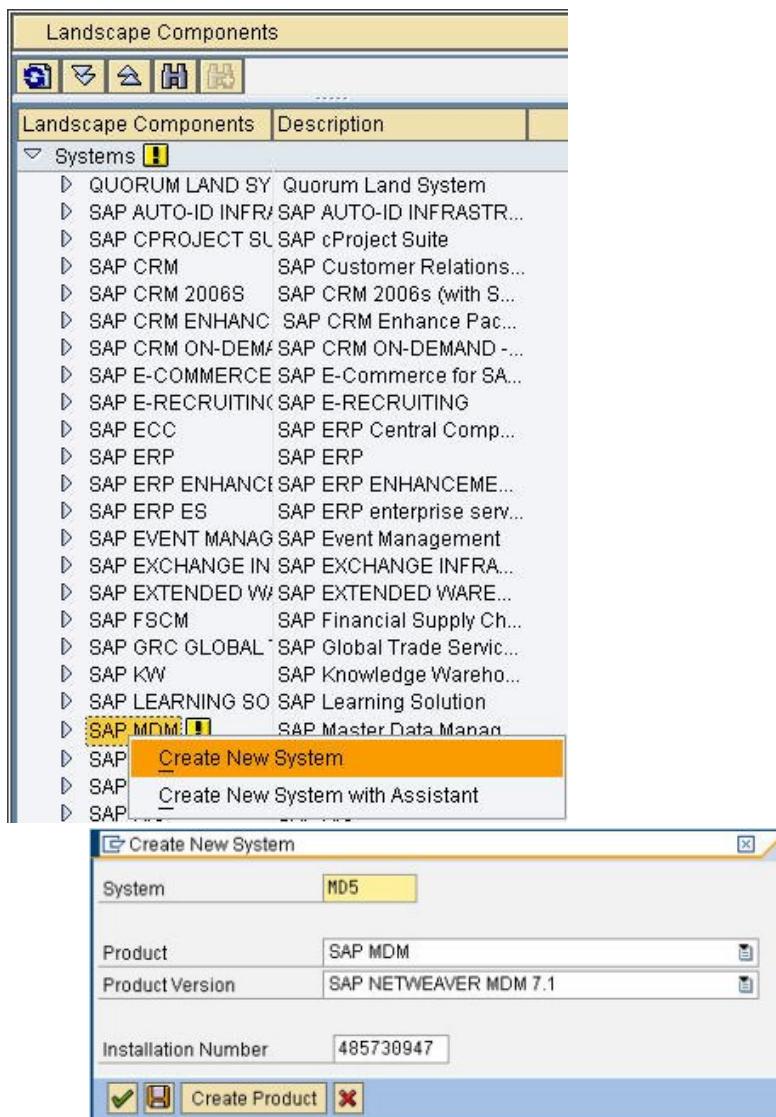 Landscape Components
Landscape Components Description
Systems
QUORUM LAND SY Quorum Land System
SAP AUTO-ID INFRA SAP AUTO-ID INFRASTR...
SAP CPROJECT SU SAP cProject Suite
SAP CRM SAP Customer Relations...
SAP CRM 2006S SAP CRM 2006s (with S...
SAP CRM ENHANC SAP CRM Enhance Pac...
SAP CRM ON-DEMA SAP CRM ON-DEMAND -...
SAP E-COMMERCE SAP E-Commerce for SA...
SAP E-RECRUITING SAP E-RECRUITING
SAP ECC SAP ERP Central Comp...
SAP ERP SAP ERP
SAP ERP ENHANCE SAP ERP ENHANCEME...
SAP ERP ES SAP ERP enterprise serv...
SAP EVENT MANAG SAP Event Management
SAP EXCHANGE IN SAP EXCHANGE INFRA...
SAP EXTENDED WA SAP EXTENDED WARE...
SAP FSCM SAP Financial Supply Ch...
SAP GRC GLOBAL SAP Global Trade Servic...
SAP KW SAP Knowledge Wareho...
SAP LEARNING SO SAP Learning Solution
SAP MDM SAP Master Data Manag
SAP Create New System
SAP Create New System with Assistant
SAP
Create New System
System MD5
Product SAP MDM
Product Version SAP NETWEAVER MDM 7.1
Installation Number 485730947
Create Product